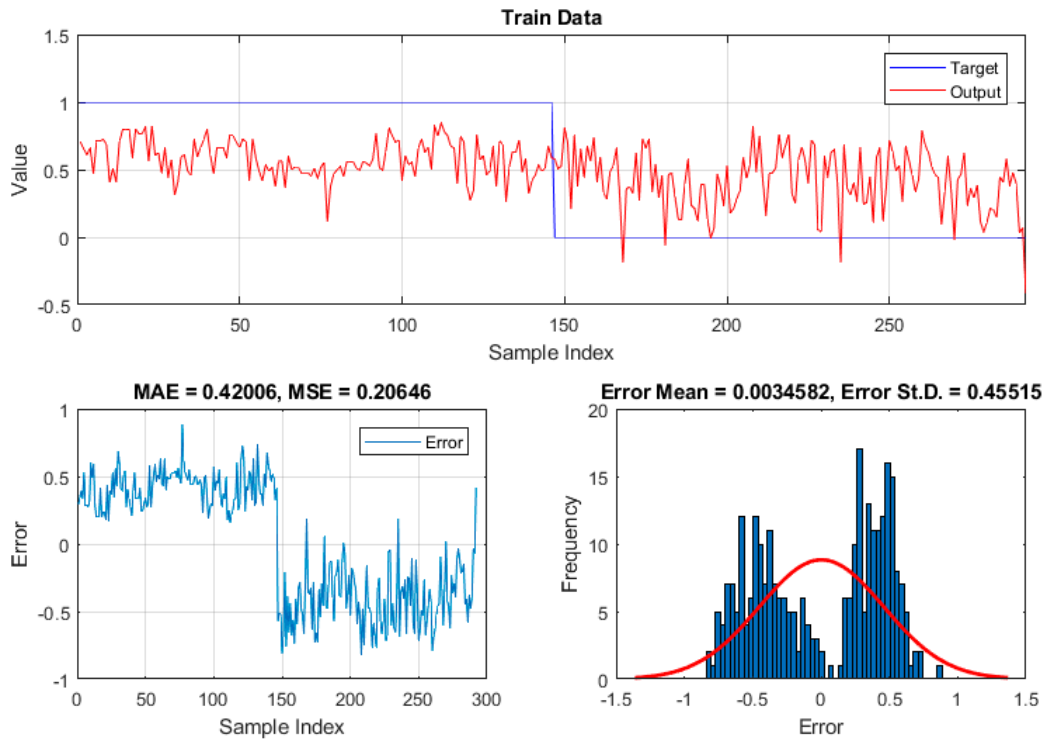 Train Data
1.5
1
0.5
0
-0.5
Value
Target
Output
0 50 100 150 200 250
Sample Index
MAE = 0.42006, MSE = 0.20646
1
0.5
0
-0.5
-1
Error
Error
0 50 100 150 200 250 300
Sample Index
Error Mean = 0.0034582, Error St.D. = 0.45515
20
15
10
5
0
Frequency
-1.5 -1 -0.5 0 0.5 1 1.5
Error